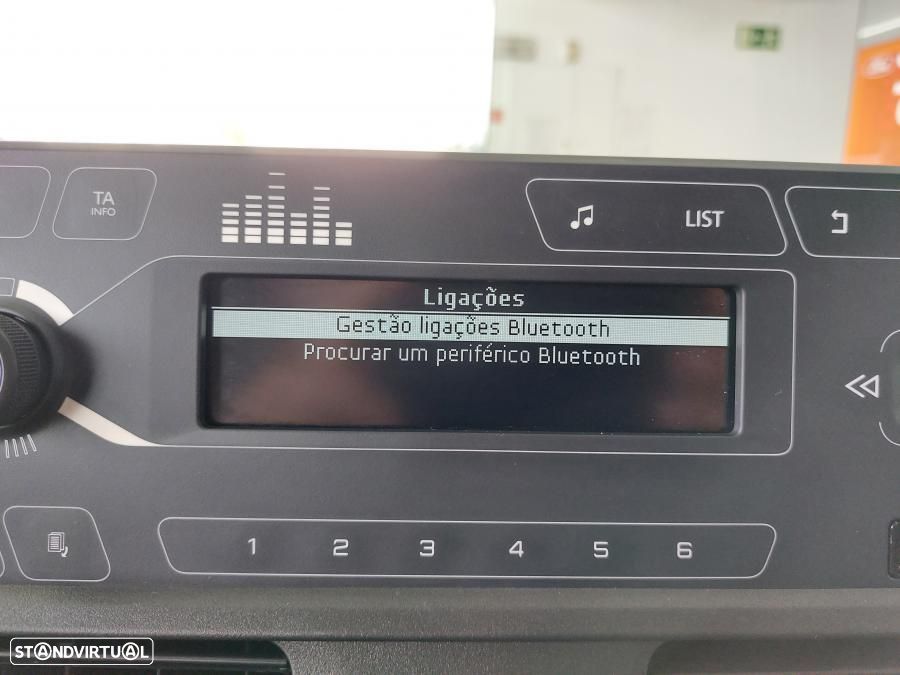 TA
INFO
LIST
Ligações
Gestão ligações Bluetooth
Procurar um periférico Bluetooth
1 2 3 4 5 6
STANDVIRTUAL